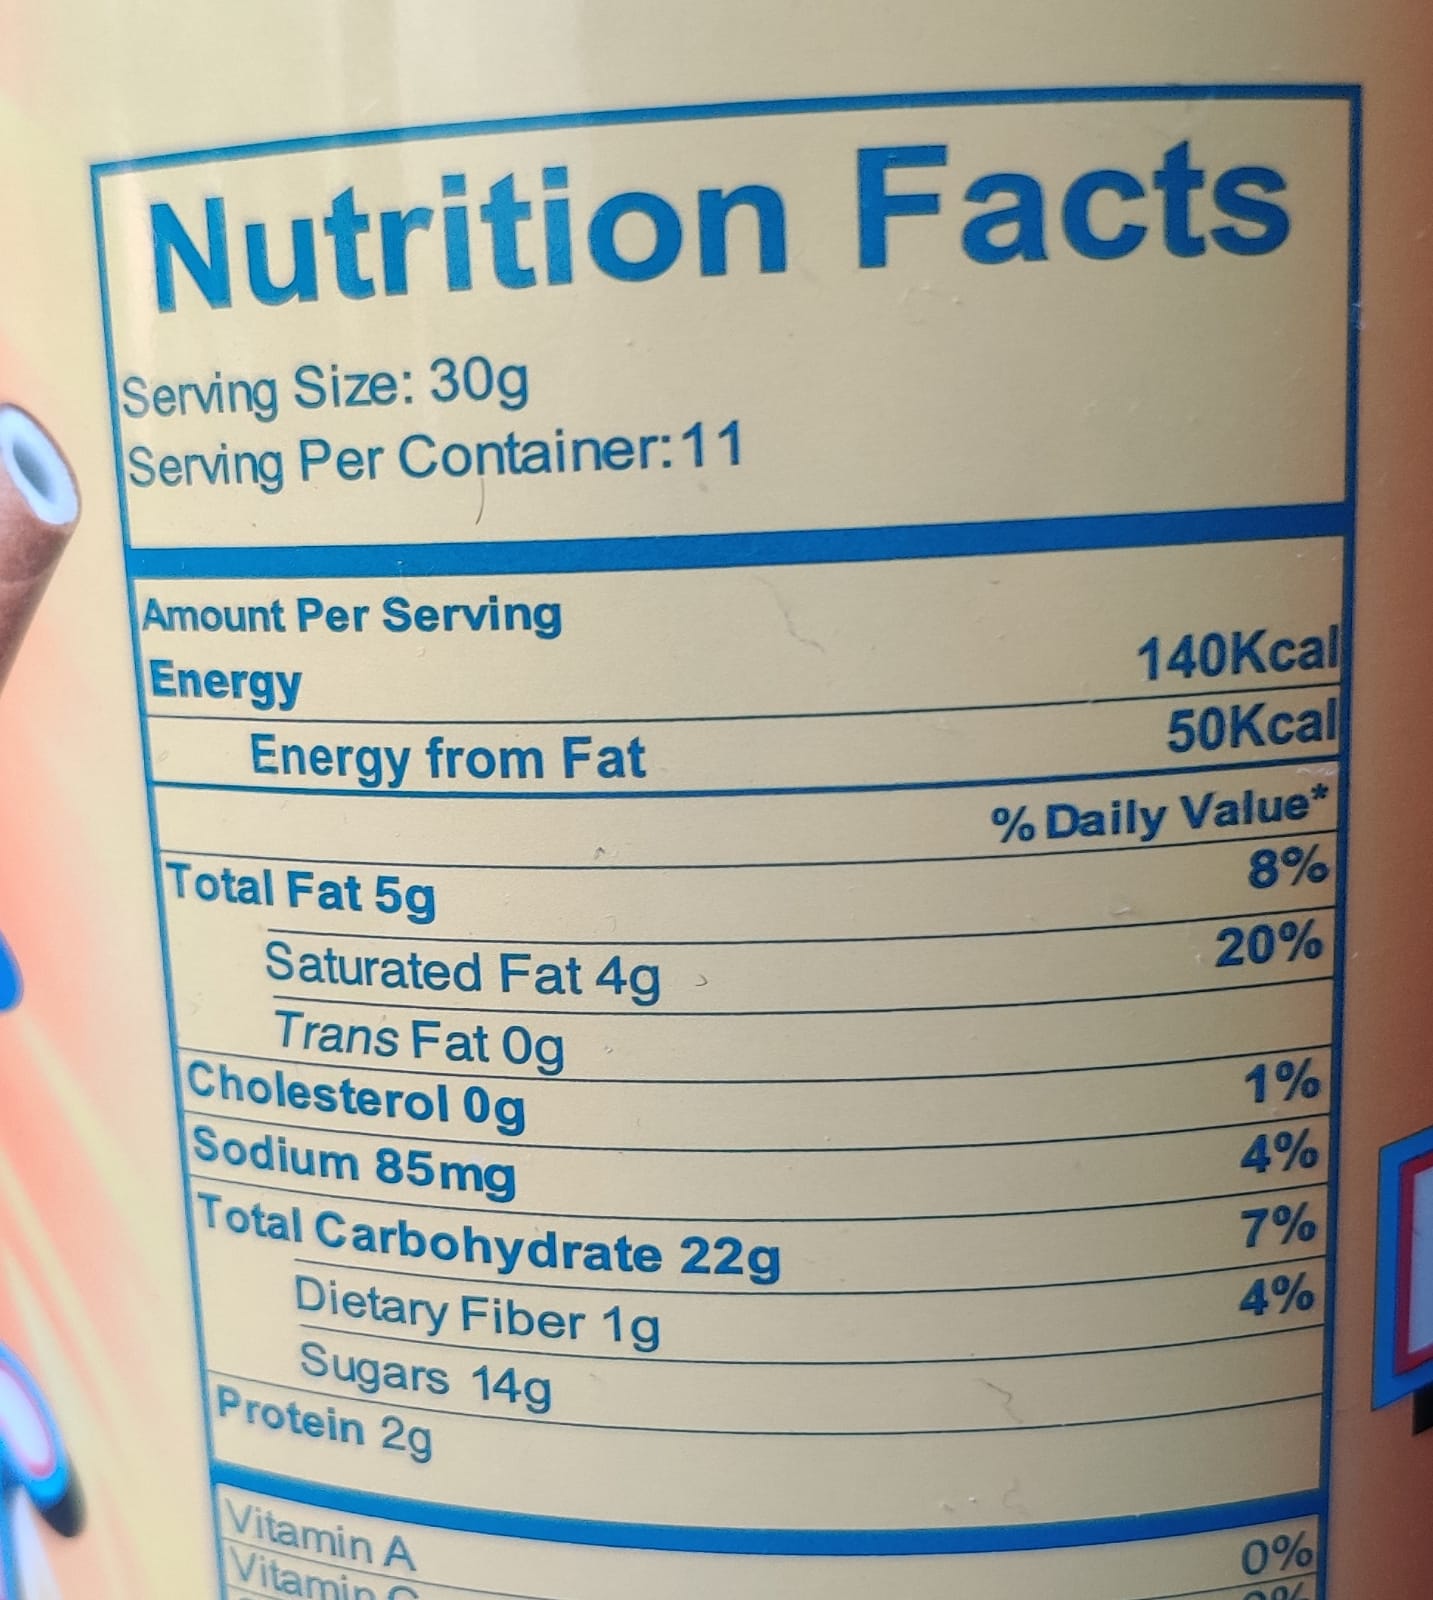 Nutrition Facts
Serving Size: 30g
Serving Per Container:11
Amount Per Serving
Energy 140Kcal
Energy from Fat 50Kcal
% Daily Value*
Total Fat 5g 8%
Saturated Fat 4g 20%
Trans Fat 0g
Cholesterol 0g 1%
Sodium 85mg 4%
Total Carbohydrate 22g 7%
Dietary Fiber 1g 4%
Sugars 14g
Protein 2g
Vitamin A 0%
Vitamin